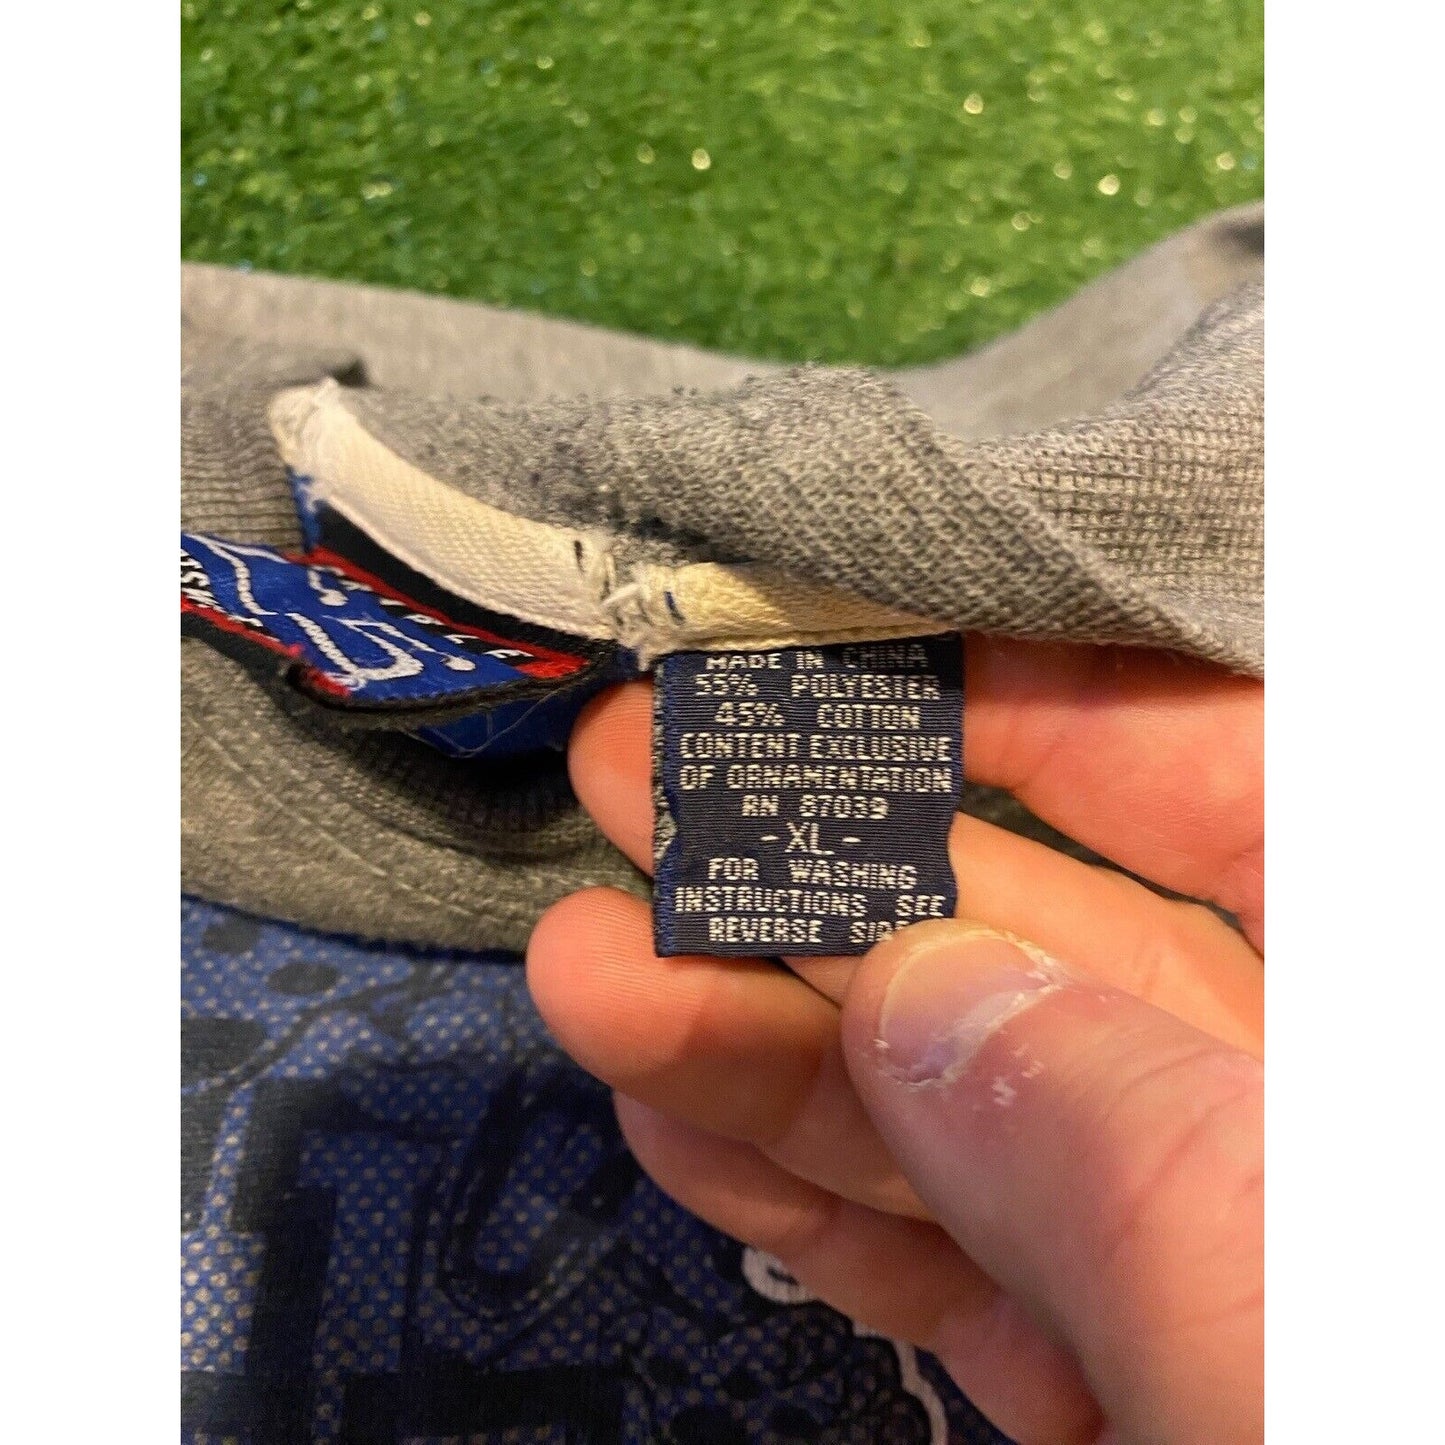 MADE IN CHINA
55% POLYESTER
45% COTTON
CONTENT EXCLUSIVE
OF ORNAMENTATION
RN 87039
-XL-
FOR WASHING
INSTRUCTIONS SEE
REVERSE